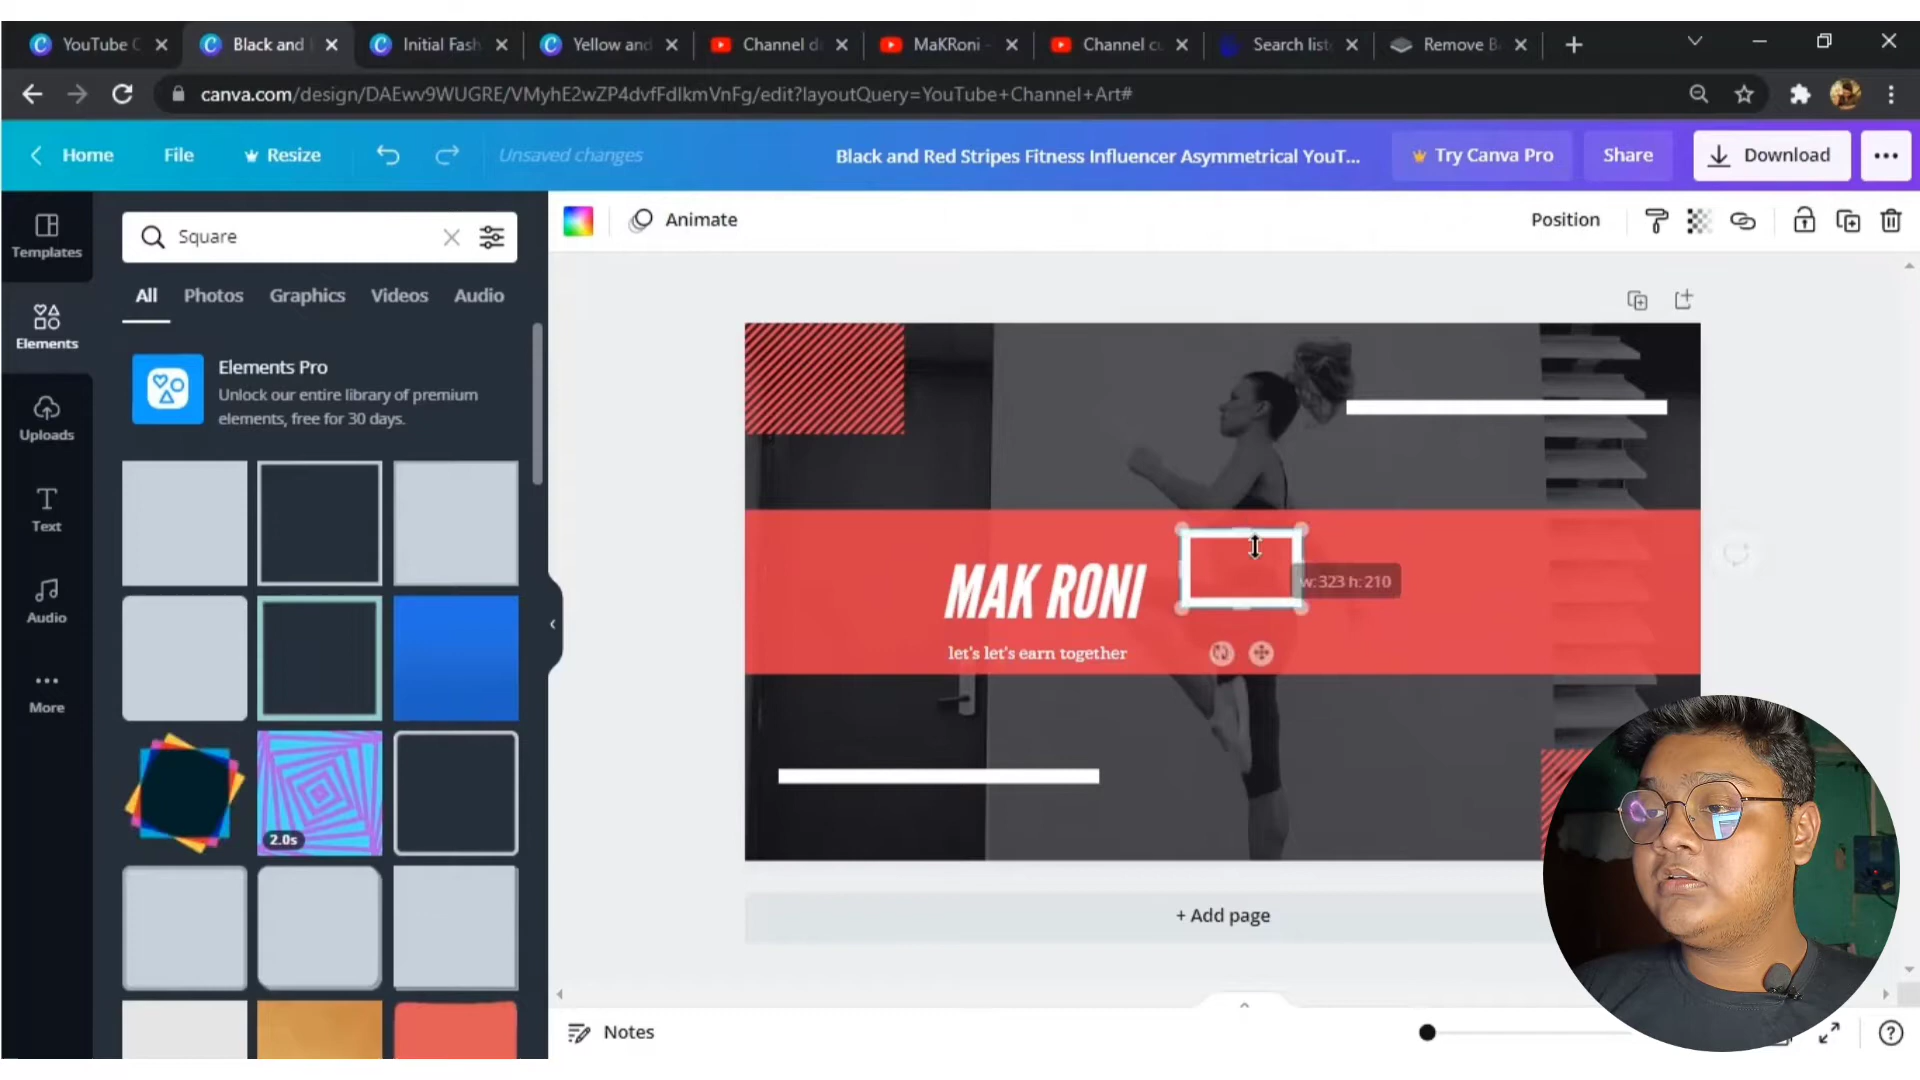 YouTube C
Black and
Initial Fash
Yellow and
Channel d
MaKRoni -
Channel cu
Search list
Remove B
canva.com/design/DAEwv9WUGRE/VMyhE2wZP4dvfFdlkmVnFg/edit?layoutQuery=YouTube+Channel+Art#
Home
File
Resize
Unsaved changes
Black and Red Stripes Fitness Influencer Asymmetrical YouT...
Try Canva Pro
Share
Download
Templates
Elements
Uploads
Text
Audio
More
Square
All
Photos
Graphics
Videos
Audio
Elements Pro
Unlock our entire library of premium
elements, free for 30 days.
2.0s
Animate
Position
MAK RONI
let's let's earn together
w: 323 h: 210
+ Add page
Notes